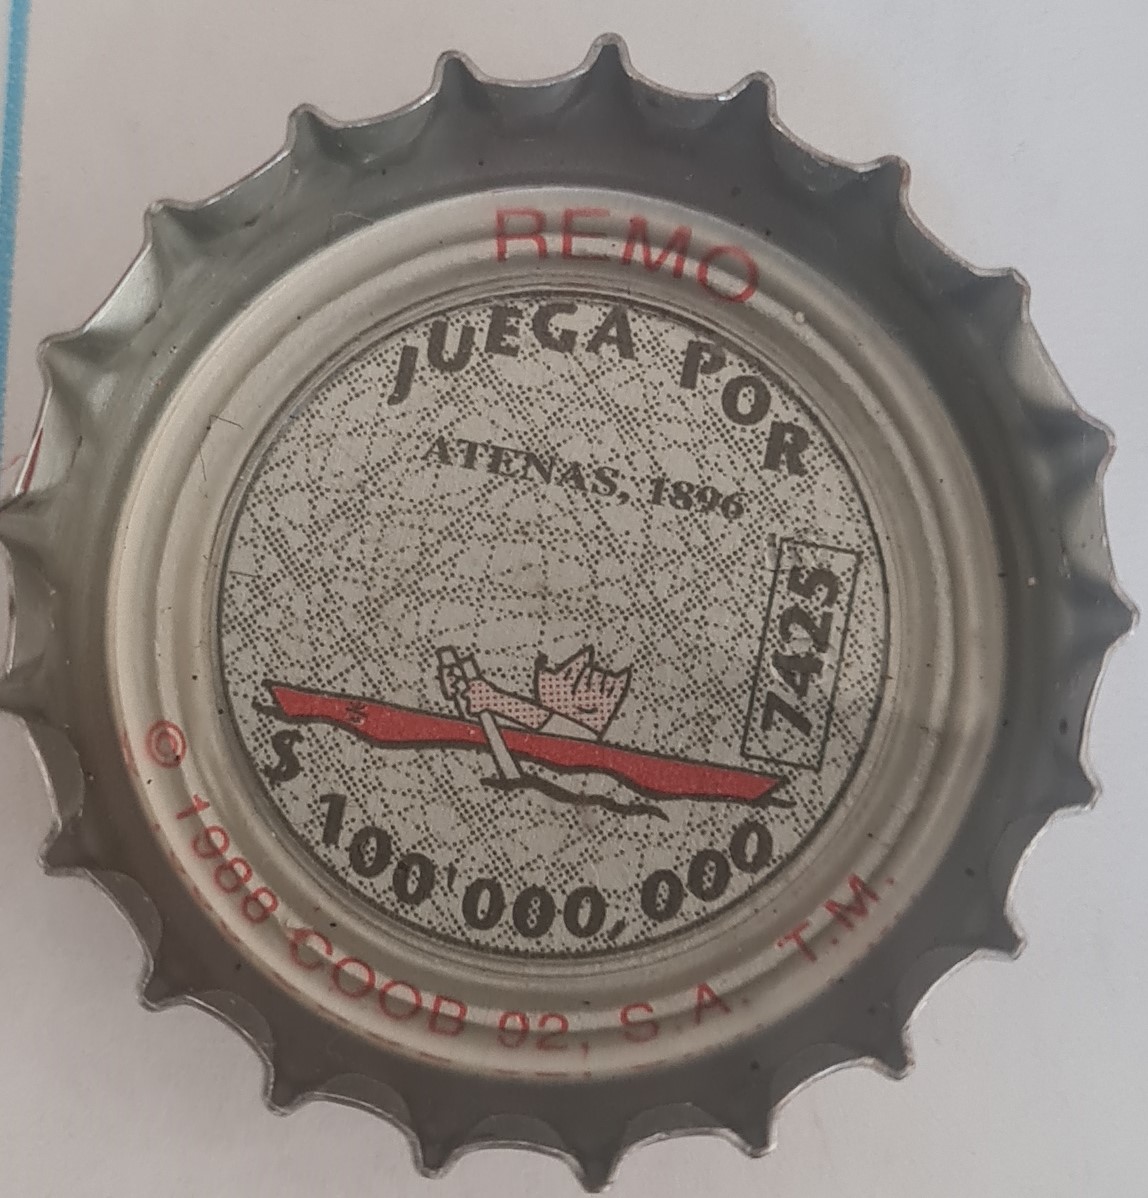 REMO
JUEGA POR
ATENAS, 1896
7425
$ 100'000,000
© 1988 COOB 92, S.A. T.M.